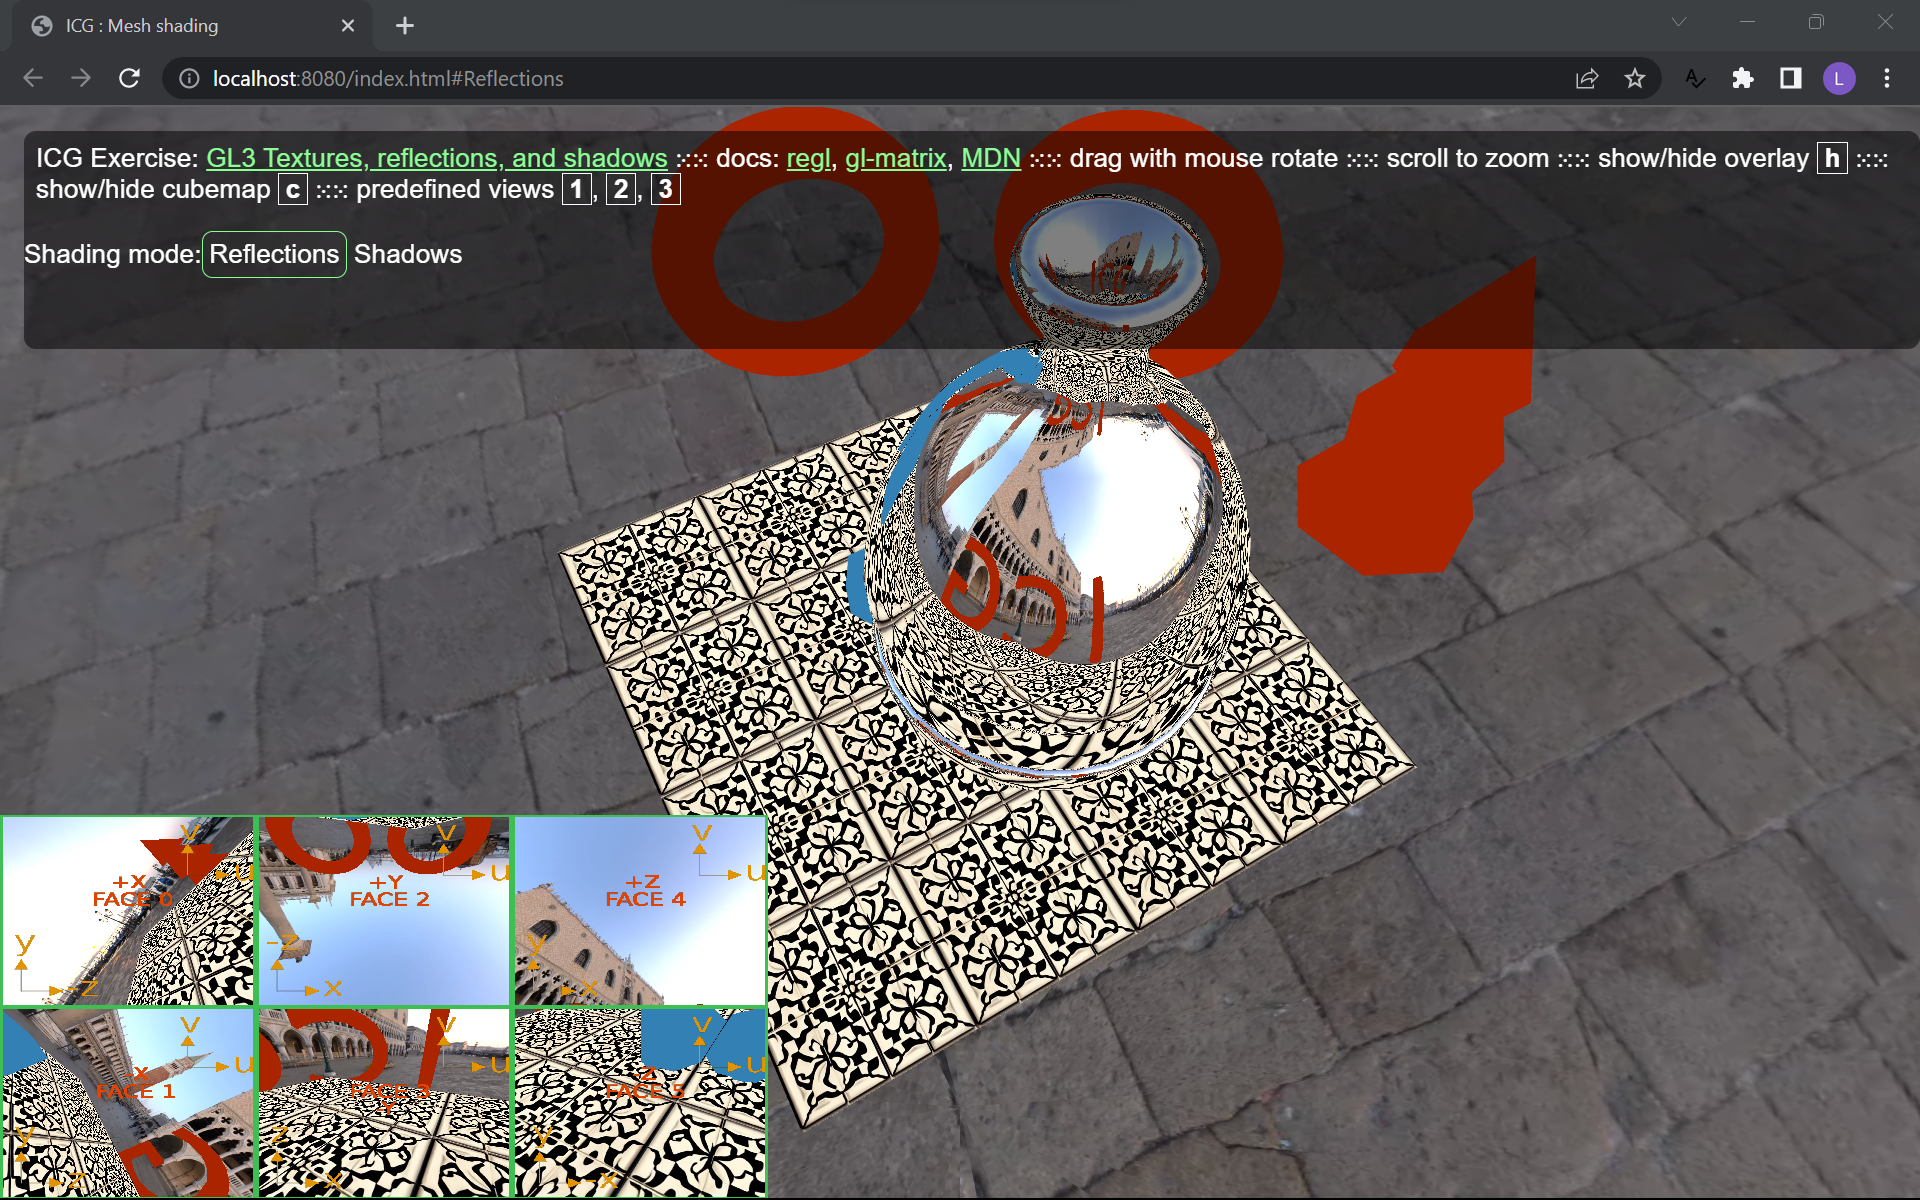 ICG : Mesh shading
localhost:8080/index.html#Reflections
L
ICG Exercise: GL3 Textures, reflections, and shadows :::: docs: regl, gl-matrix, MDN :::: drag with mouse rotate :::: scroll to zoom :::: show/hide overlay h ::::
show/hide cubemap c :::: predefined views 1, 2, 3
Shading mode: Reflections Shadows
ICG
ICG
v
u
+X
FACE 0
y
-z
v
u
+Y
FACE 2
-z
x
v
u
+Z
FACE 4
y
x
v
u
-X
FACE 1
y
z
v
u
FACE 3
-Y
z
x
v
u
-Z
FACE 5
y
-x